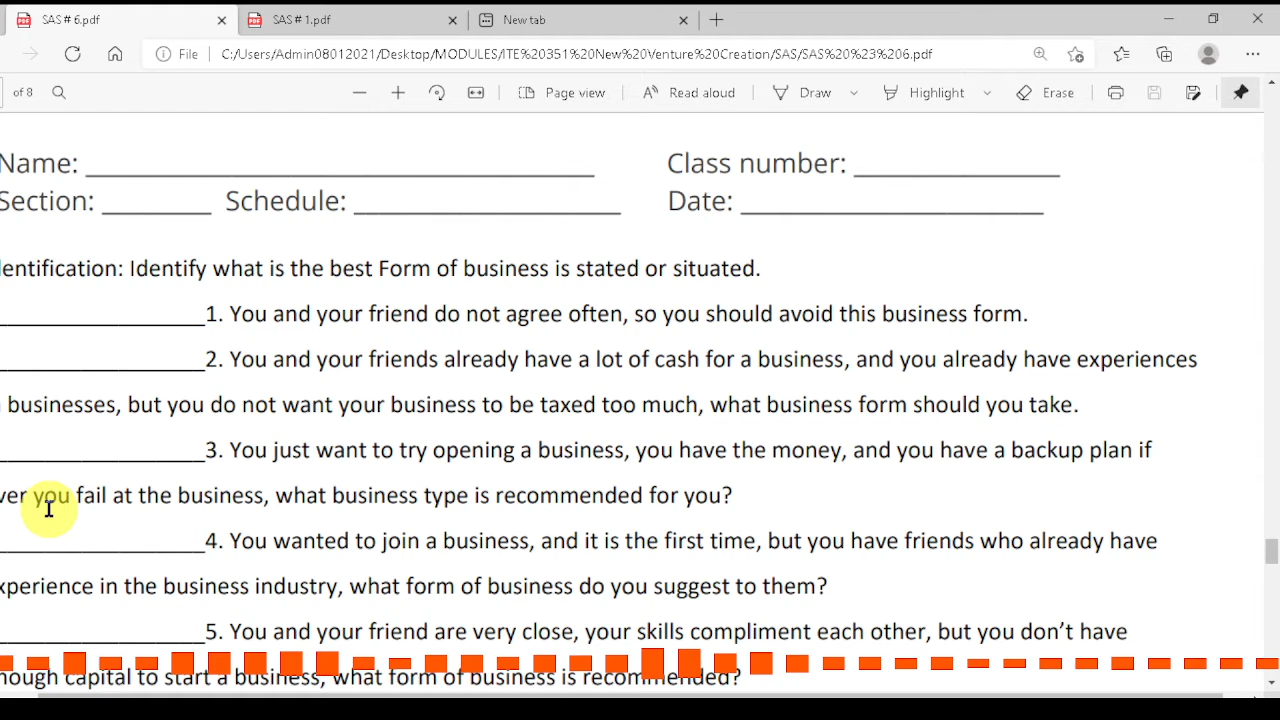 SAS # 6.pdf
SAS # 1.pdf
New tab
File C:/Users/Admin08012021/Desktop/MODULES/ITE%20351%20New%20Venture%20Creation/SAS/SAS%20%23%206.pdf
of 8 Page view Read aloud Draw Highlight Erase
Name: ____________________ Class number: ____________
Section: ________ Schedule: ________________ Date: __________________
dentification: Identify what is the best Form of business is stated or situated.
____________1. You and your friend do not agree often, so you should avoid this business form.
____________2. You and your friends already have a lot of cash for a business, and you already have experiences
businesses, but you do not want your business to be taxed too much, what business form should you take.
____________3. You just want to try opening a business, you have the money, and you have a backup plan if
ver you fail at the business, what business type is recommended for you?
____________4. You wanted to join a business, and it is the first time, but you have friends who already have
xperience in the business industry, what form of business do you suggest to them?
____________5. You and your friend are very close, your skills compliment each other, but you don't have
nough capital to start a business, what form of business is recommended?